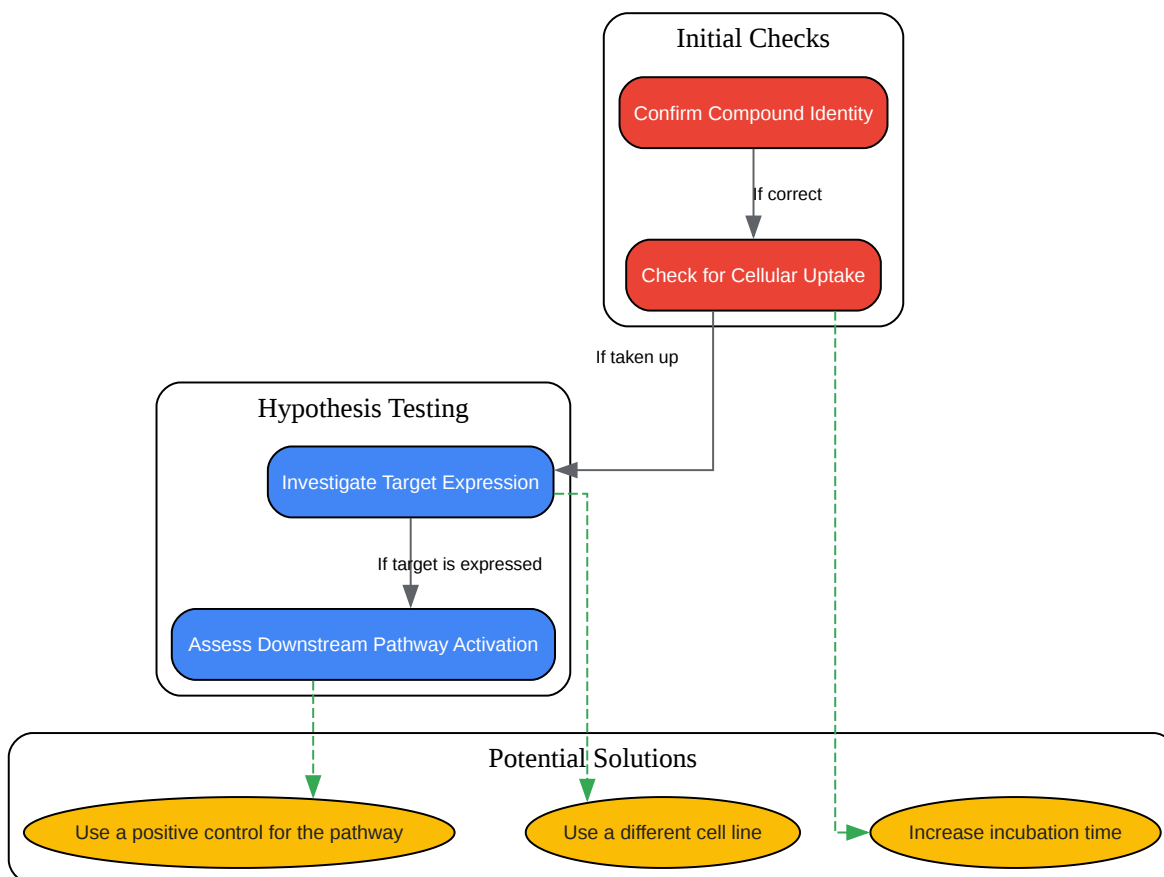 Initial Checks
Confirm Compound Identity
If correct
Check for Cellular Uptake
If taken up
Hypothesis Testing
Investigate Target Expression
If target is expressed
Assess Downstream Pathway Activation
Potential Solutions
Use a positive control for the pathway
Use a different cell line
Increase incubation time